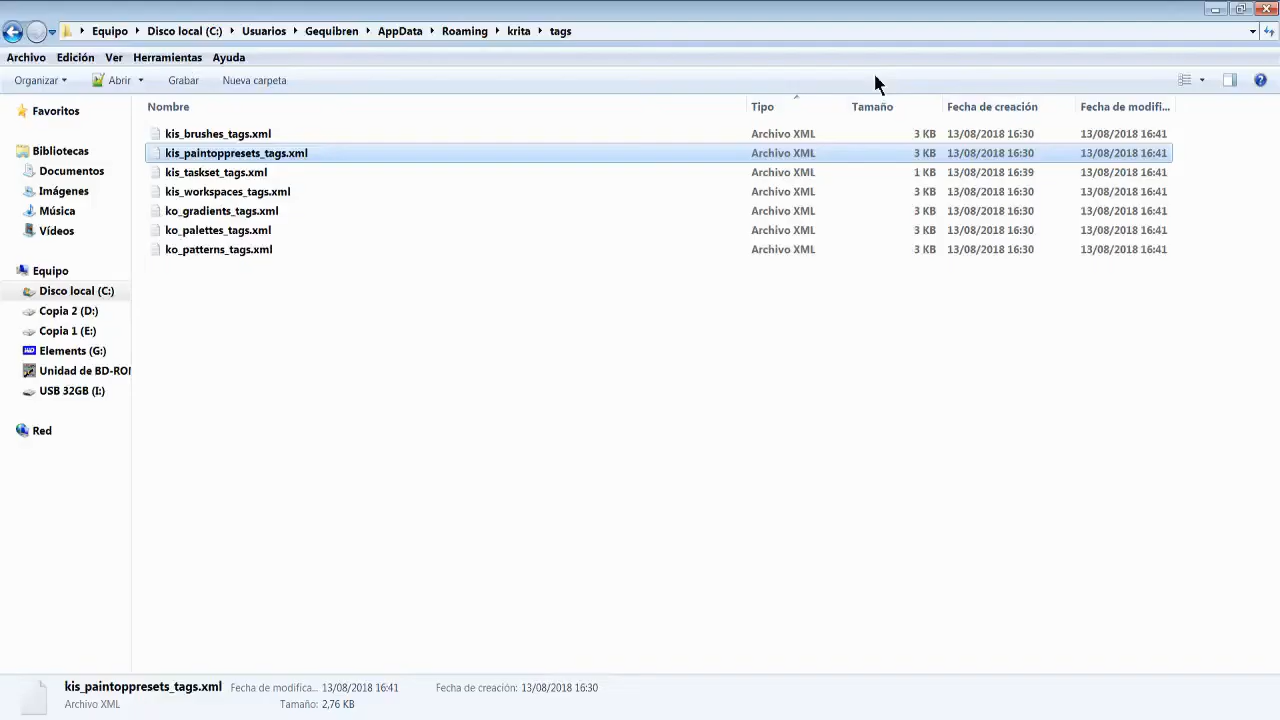 Equipo Disco local (C:) Usuarios Gequibren AppData Roaming krita tags
Archivo Edición Ver Herramientas Ayuda
Organizar Abrir Grabar Nueva carpeta
Favoritos
Bibliotecas
Documentos
Imágenes
Música
Vídeos
Equipo
Disco local (C:)
Copia 2 (D:)
Copia 1 (E:)
Elements (G:)
Unidad de BD-ROM
USB 32GB (I:)
Red
Nombre Tipo Tamaño Fecha de creación Fecha de modifi...
kis_brushes_tags.xml Archivo XML 3 KB 13/08/2018 16:30 13/08/2018 16:41
kis_paintoppresets_tags.xml Archivo XML 3 KB 13/08/2018 16:30 13/08/2018 16:41
kis_taskset_tags.xml Archivo XML 1 KB 13/08/2018 16:39 13/08/2018 16:41
kis_workspaces_tags.xml Archivo XML 3 KB 13/08/2018 16:30 13/08/2018 16:41
ko_gradients_tags.xml Archivo XML 3 KB 13/08/2018 16:30 13/08/2018 16:41
ko_palettes_tags.xml Archivo XML 3 KB 13/08/2018 16:30 13/08/2018 16:41
ko_patterns_tags.xml Archivo XML 3 KB 13/08/2018 16:30 13/08/2018 16:41
kis_paintoppresets_tags.xml Fecha de modifica... 13/08/2018 16:41 Fecha de creación: 13/08/2018 16:30
Archivo XML Tamaño: 2,76 KB